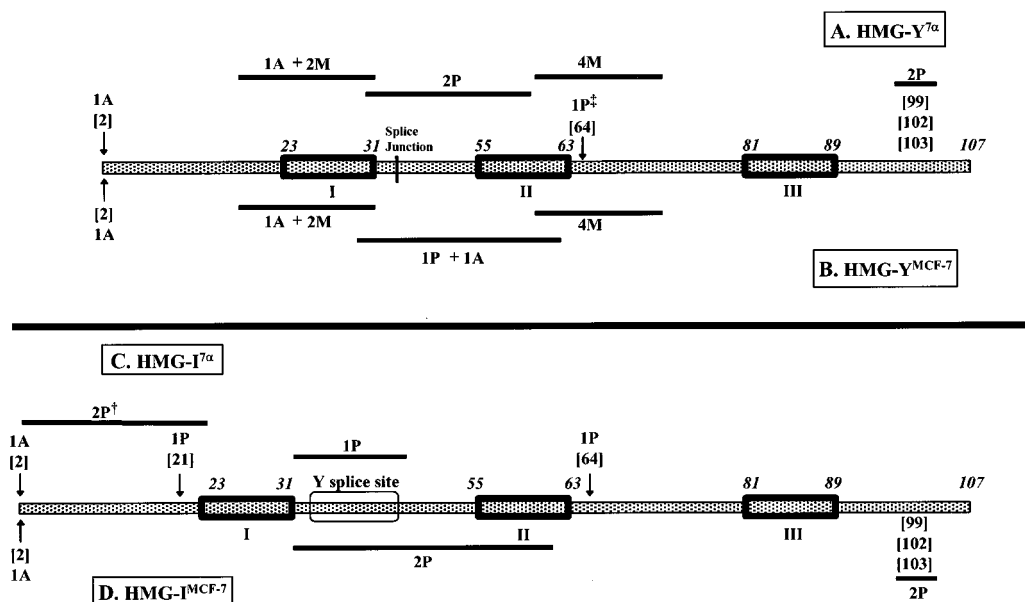 A. HMG-Y7α
1A + 2M
4M
2P
2P
1A
[2]
1P‡
[64]
[99]
[102]
[103]
23
31
Splice
Junction
55
63
81
89
107
I
II
III
[2]
1A
1A + 2M
4M
1P + 1A
B. HMG-YMCF-7
C. HMG-I7α
2P†
1A
[2]
1P
[21]
1P
1P
[64]
23
31
Y splice site
55
63
81
89
107
I
II
III
[2]
1A
2P
[99]
[102]
[103]
2P
D. HMG-IMCF-7